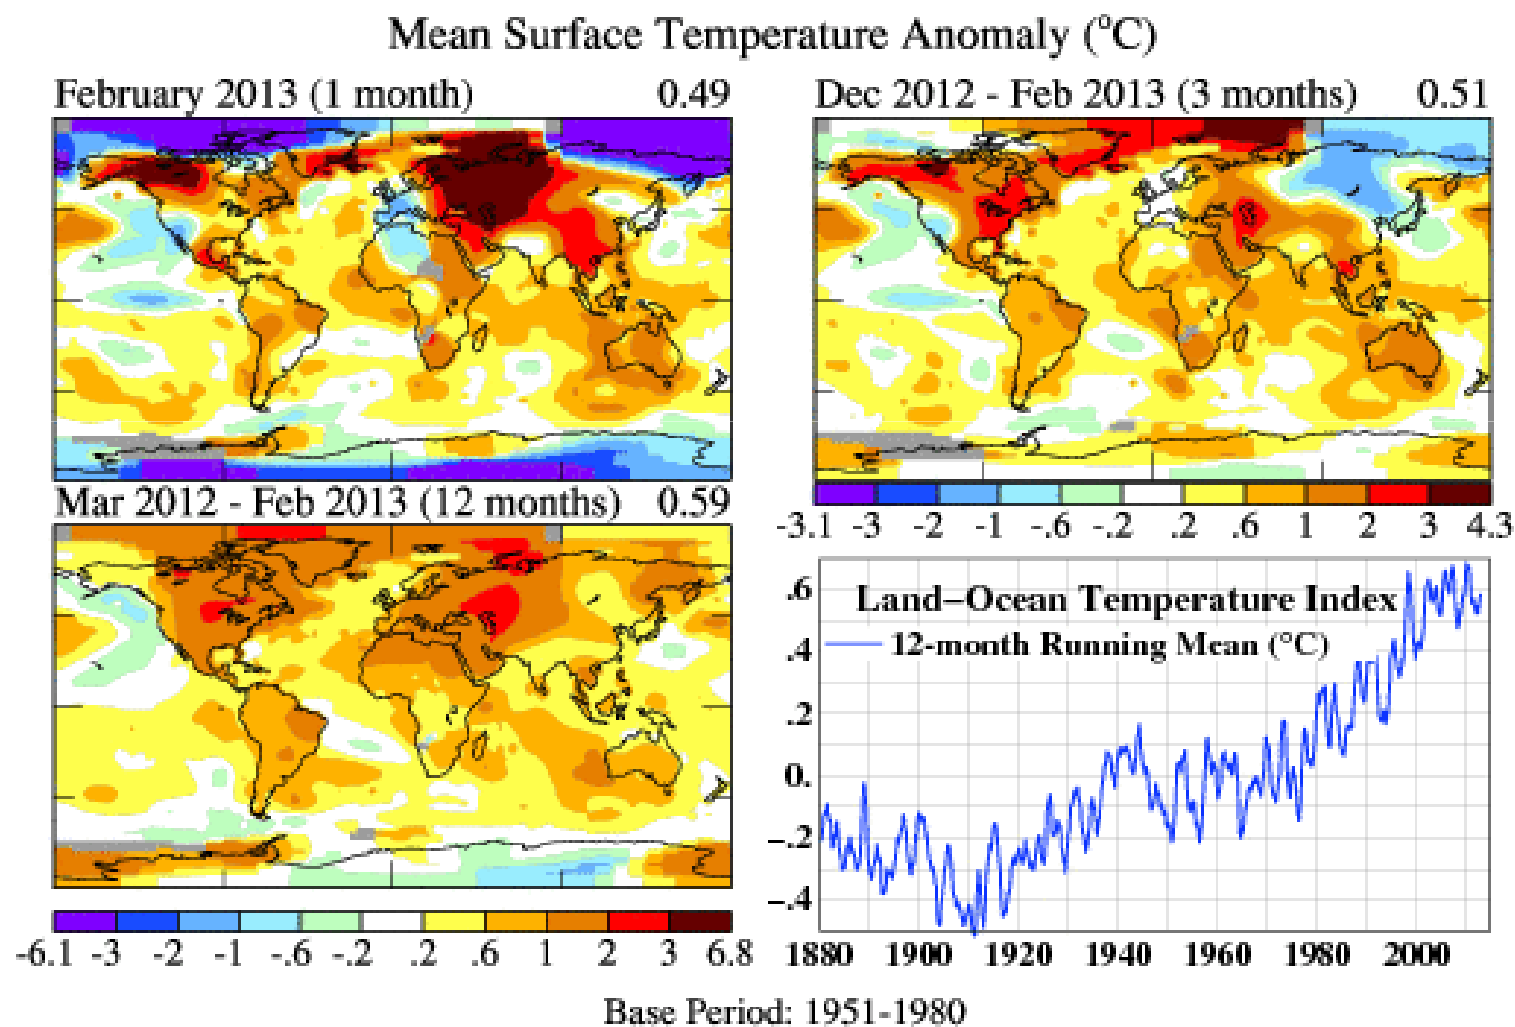 Mean Surface Temperature Anomaly (°C)
February 2013 (1 month) 0.49
Dec 2012 - Feb 2013 (3 months) 0.51
-3.1 -3 -2 -1 -.6 -.2 .2 .6 1 2 3 4.3
Mar 2012 - Feb 2013 (12 months) 0.59
-6.1 -3 -2 -1 -.6 -.2 .2 .6 1 2 3 6.8
Land–Ocean Temperature Index
12-month Running Mean (°C)
.6
.4
.2
0.
–.2
–.4
1880 1900 1920 1940 1960 1980 2000
Base Period: 1951-1980